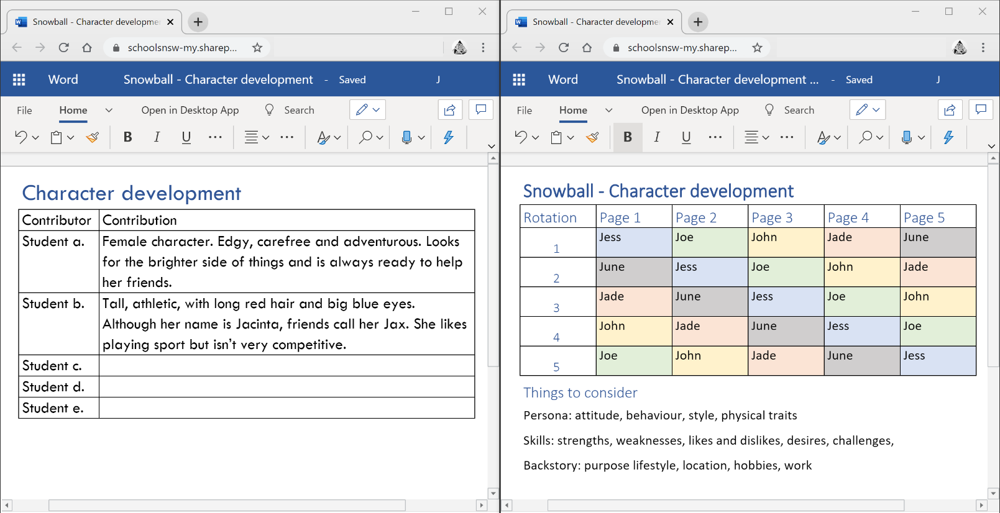 Snowball - Character developme
schoolsnsw-my.sharep...
Word
Snowball - Character development - Saved
J
File
Home
Open in Desktop App
Search
B I U
Character development
Contributor Contribution
Student a. Female character. Edgy, carefree and adventurous. Looks
for the brighter side of things and is always ready to help
her friends.
Student b. Tall, athletic, with long red hair and big blue eyes.
Although her name is Jacinta, friends call her Jax. She likes
playing sport but isn't very competitive.
Student c.
Student d.
Student e.
Snowball - Character developme
schoolsnsw-my.sharep...
Word
Snowball - Character development ... - Saved
J
File
Home
Open in Desktop App
Search
B I U
Snowball - Character development
Rotation Page 1 Page 2 Page 3 Page 4 Page 5
1 Jess Joe John Jade June
2 June Jess Joe John Jade
3 Jade June Jess Joe John
4 John Jade June Jess Joe
5 Joe John Jade June Jess
Things to consider
Persona: attitude, behaviour, style, physical traits
Skills: strengths, weaknesses, likes and dislikes, desires, challenges,
Backstory: purpose lifestyle, location, hobbies, work